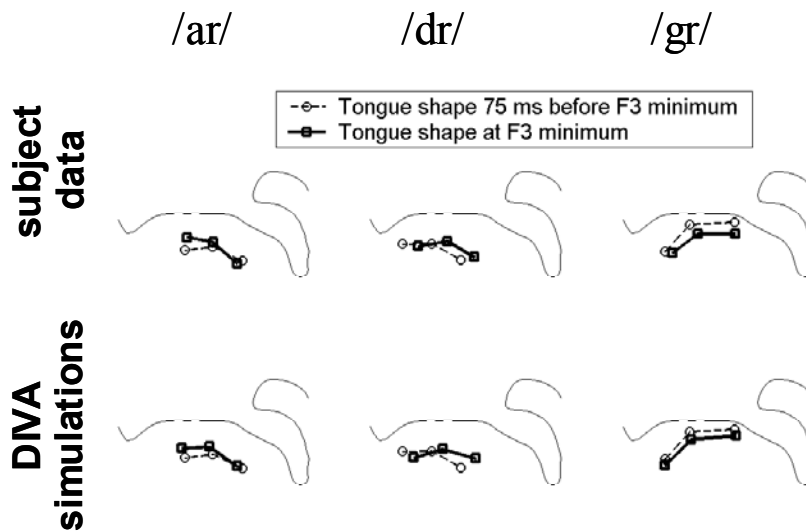 /ar/ /dr/ /gr/
Tongue shape 75 ms before F3 minimum
Tongue shape at F3 minimum
subject
data
DIVA
simulations